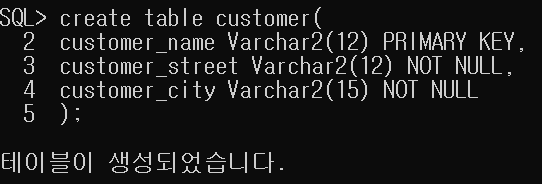 SQL> create table customer(
  2  customer_name Varchar2(12) PRIMARY KEY,
  3  customer_street Varchar2(12) NOT NULL,
  4  customer_city Varchar2(15) NOT NULL
  5  );
테이블이 생성되었습니다.